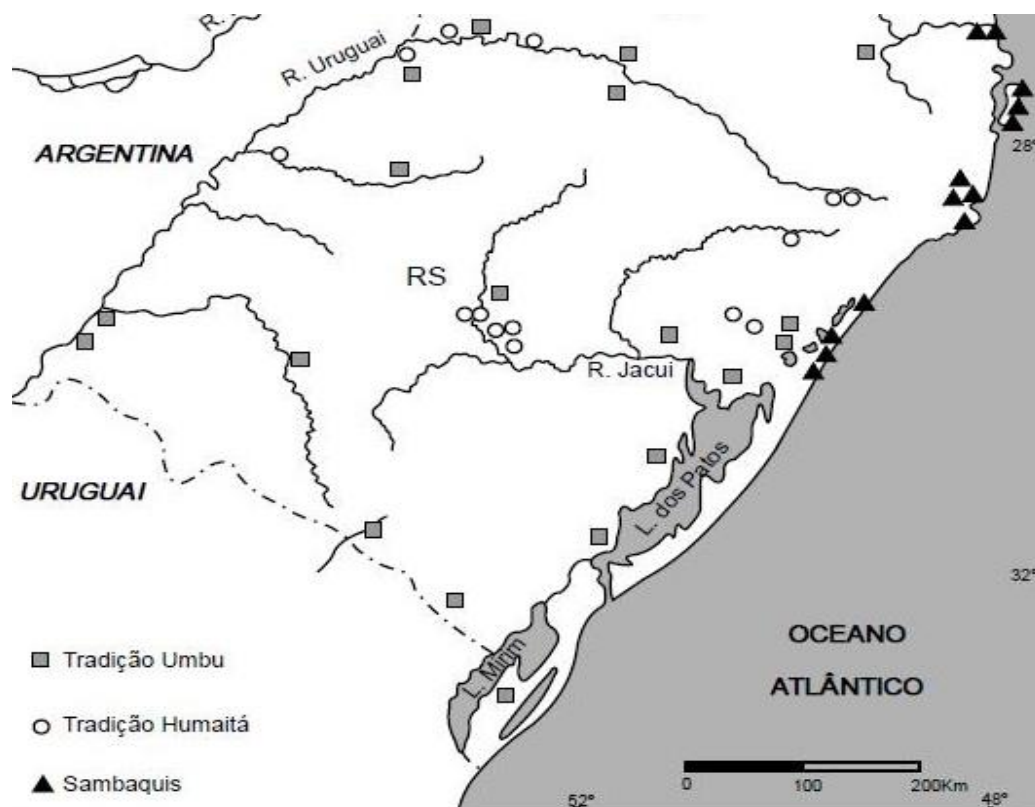 R.
R. Uruguai
ARGENTINA
28°
RS
R. Jacui
L. dos Patos
URUGUAI
32°
OCEANO
ATLÂNTICO
L. Mirim
Tradição Umbu
Tradição Humaitá
Sambaquis
0 100 200Km
52° 48°